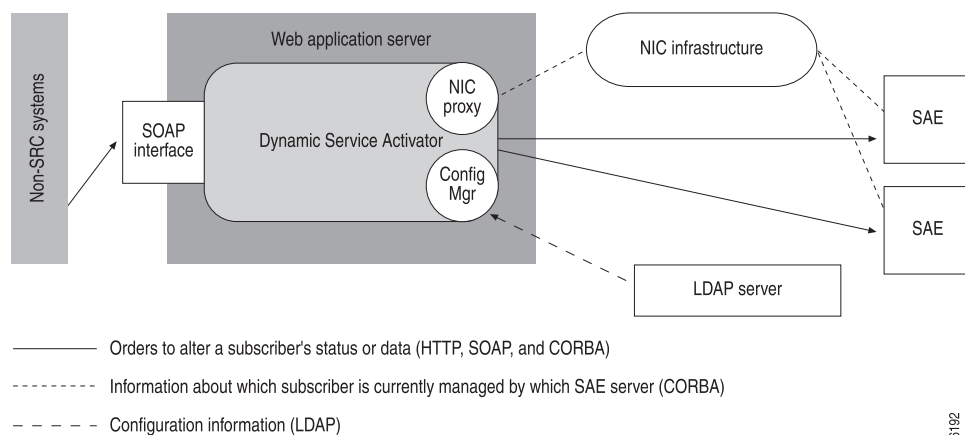 Web application server
NIC infrastructure
Non-SRC systems
SOAP
interface
NIC
proxy
Dynamic Service Activator
Config
Mgr
SAE
SAE
LDAP server
Orders to alter a subscriber's status or data (HTTP, SOAP, and CORBA)
Information about which subscriber is currently managed by which SAE server (CORBA)
Configuration information (LDAP)